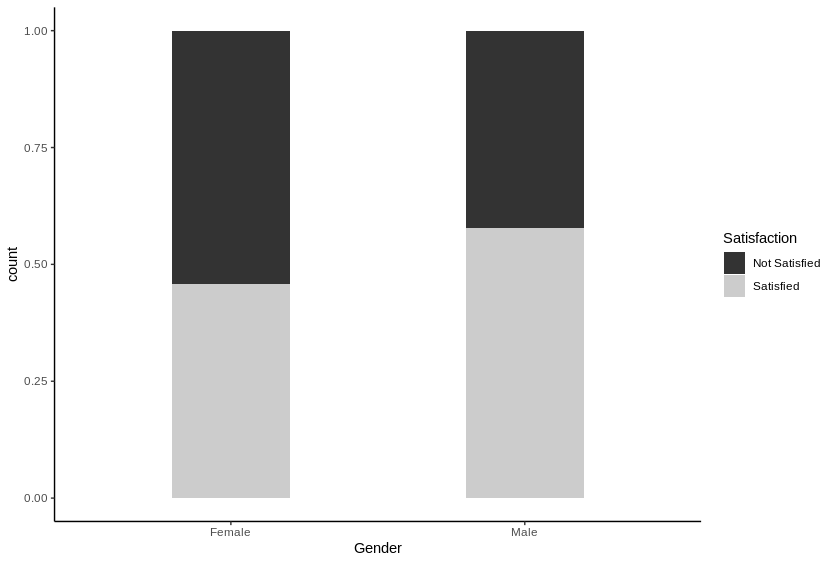 1.00
0.75
0.50
0.25
0.00
count
Female
Male
Gender
Satisfaction
Not Satisfied
Satisfied